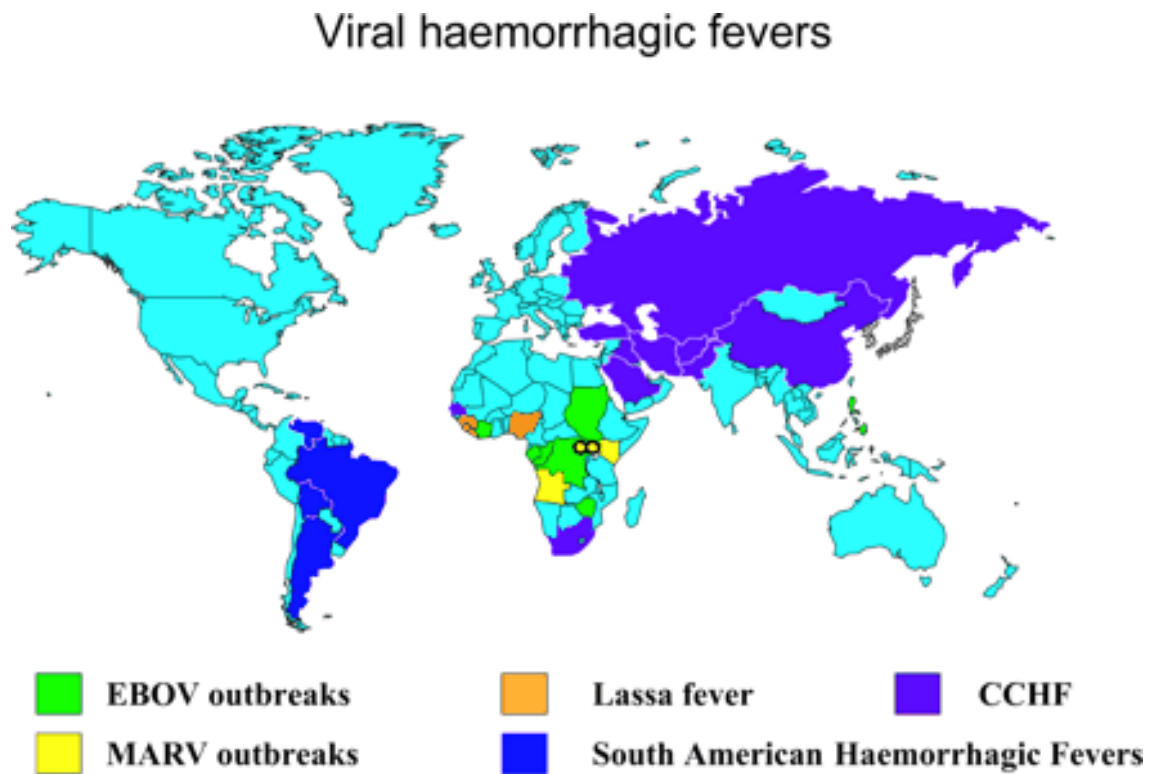 Viral haemorrhagic fevers
EBOV outbreaks
Lassa fever
CCHF
MARV outbreaks
South American Haemorrhagic Fevers